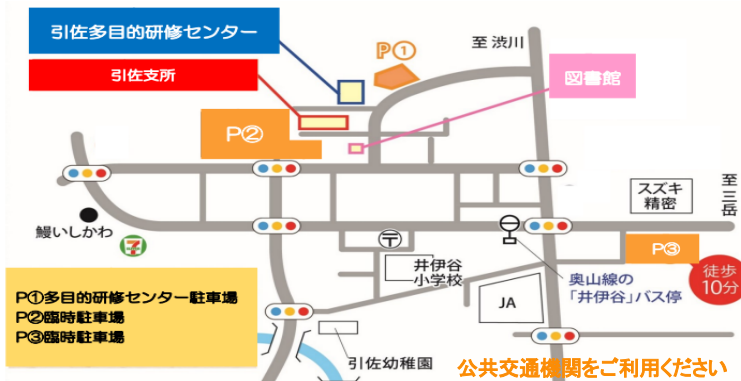 引佐多目的研修センター
P①
至 渋川
引佐支所
図書館
P②
スズキ
精密
至三岳
鰻いしかわ
7
〒
井伊谷
小学校
P③
徒歩
10分
奥山線の
「井伊谷」バス停
JA
P①多目的研修センター駐車場
P②臨時駐車場
P③臨時駐車場
引佐幼稚園
公共交通機関をご利用ください